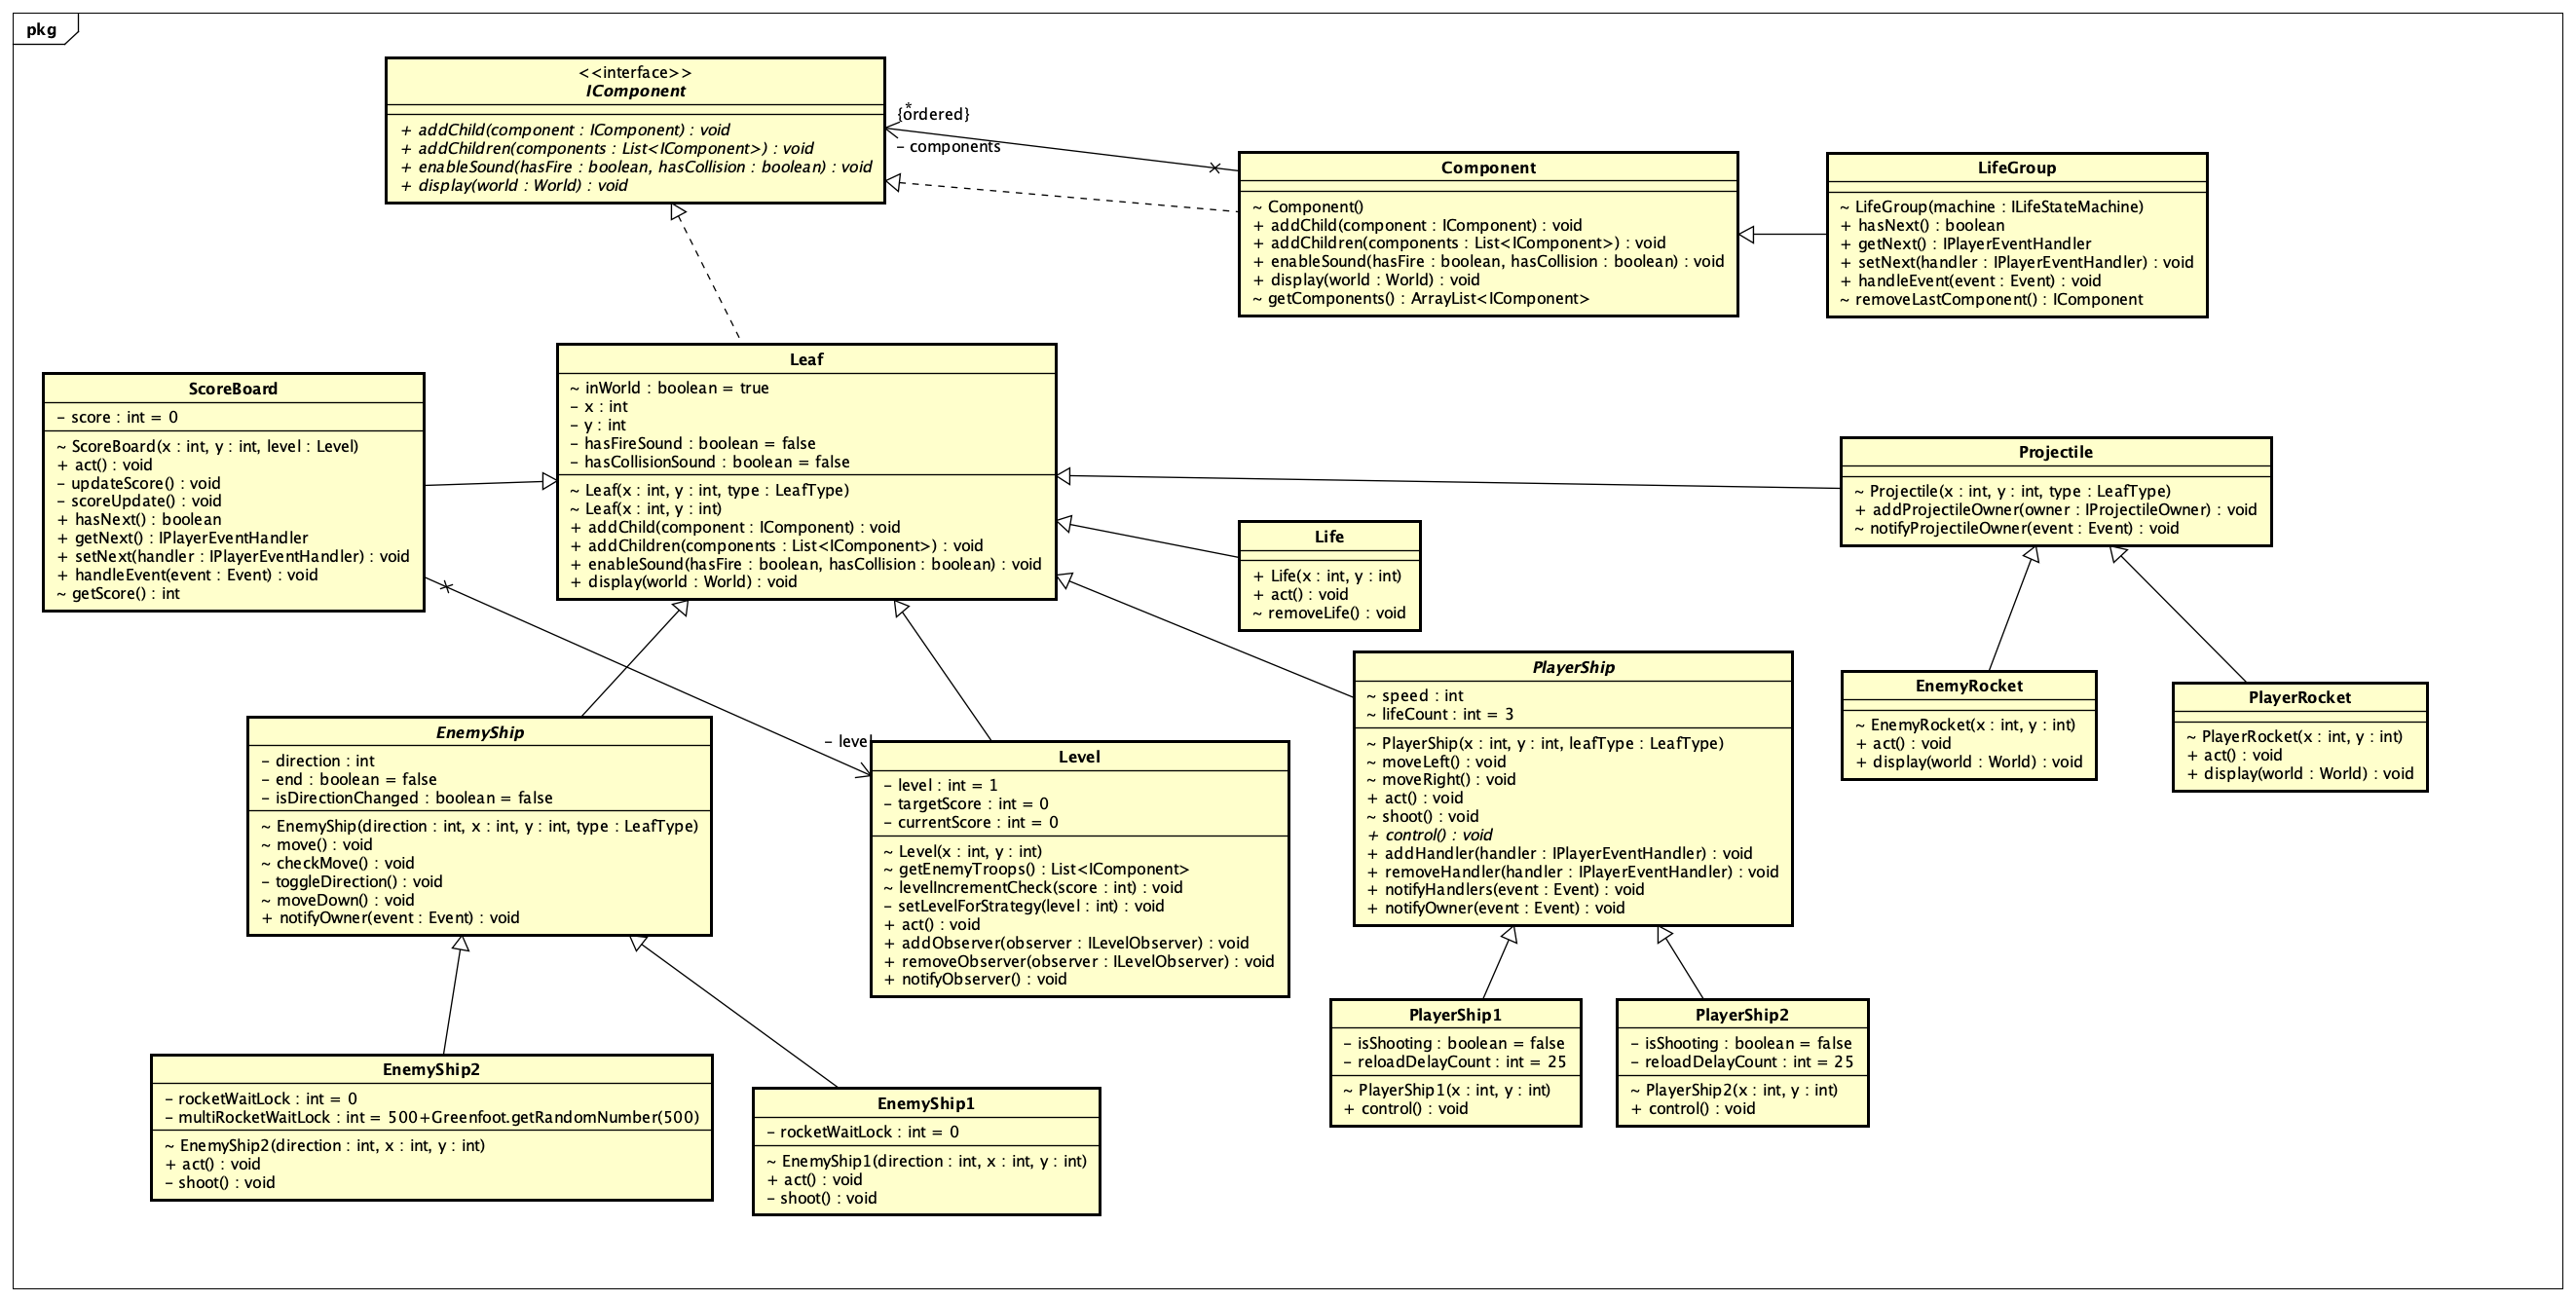 pkg
<<interface>>
IComponent
+ addChild(component : IComponent) : void
+ addChildren(components : List<IComponent>) : void
+ enableSound(hasFire : boolean, hasCollision : boolean) : void
+ display(world : World) : void
*
{ordered}
- components
Component
~ Component()
+ addChild(component : IComponent) : void
+ addChildren(components : List<IComponent>) : void
+ enableSound(hasFire : boolean, hasCollision : boolean) : void
+ display(world : World) : void
~ getComponents() : ArrayList<IComponent>
LifeGroup
~ LifeGroup(machine : ILifeStateMachine)
+ hasNext() : boolean
+ getNext() : IPlayerEventHandler
+ setNext(handler : IPlayerEventHandler) : void
+ handleEvent(event : Event) : void
~ removeLastComponent() : IComponent
ScoreBoard
- score : int = 0
~ ScoreBoard(x : int, y : int, level : Level)
+ act() : void
- updateScore() : void
- scoreUpdate() : void
+ hasNext() : boolean
+ getNext() : IPlayerEventHandler
+ setNext(handler : IPlayerEventHandler) : void
+ handleEvent(event : Event) : void
~ getScore() : int
Leaf
~ inWorld : boolean = true
- x : int
- y : int
- hasFireSound : boolean = false
- hasCollisionSound : boolean = false
~ Leaf(x : int, y : int, type : LeafType)
~ Leaf(x : int, y : int)
+ addChild(component : IComponent) : void
+ addChildren(components : List<IComponent>) : void
+ enableSound(hasFire : boolean, hasCollision : boolean) : void
+ display(world : World) : void
Projectile
~ Projectile(x : int, y : int, type : LeafType)
+ addProjectileOwner(owner : IProjectileOwner) : void
~ notifyProjectileOwner(event : Event) : void
Life
+ Life(x : int, y : int)
+ act() : void
~ removeLife() : void
PlayerShip
~ speed : int
~ lifeCount : int = 3
~ PlayerShip(x : int, y : int, leafType : LeafType)
~ moveLeft() : void
~ moveRight() : void
+ act() : void
~ shoot() : void
+ control() : void
+ addHandler(handler : IPlayerEventHandler) : void
+ removeHandler(handler : IPlayerEventHandler) : void
+ notifyHandlers(event : Event) : void
+ notifyOwner(event : Event) : void
EnemyRocket
~ EnemyRocket(x : int, y : int)
+ act() : void
+ display(world : World) : void
PlayerRocket
~ PlayerRocket(x : int, y : int)
+ act() : void
+ display(world : World) : void
EnemyShip
- direction : int
- end : boolean = false
- isDirectionChanged : boolean = false
~ EnemyShip(direction : int, x : int, y : int, type : LeafType)
~ move() : void
~ checkMove() : void
- toggleDirection() : void
~ moveDown() : void
+ notifyOwner(event : Event) : void
- level
Level
- level : int = 1
- targetScore : int = 0
- currentScore : int = 0
~ Level(x : int, y : int)
~ getEnemyTroops() : List<IComponent>
~ levelIncrementCheck(score : int) : void
- setLevelForStrategy(level : int) : void
+ act() : void
+ addObserver(observer : ILevelObserver) : void
+ removeObserver(observer : ILevelObserver) : void
+ notifyObserver() : void
PlayerShip1
- isShooting : boolean = false
- reloadDelayCount : int = 25
~ PlayerShip1(x : int, y : int)
+ control() : void
PlayerShip2
- isShooting : boolean = false
- reloadDelayCount : int = 25
~ PlayerShip2(x : int, y : int)
+ control() : void
EnemyShip2
- rocketWaitLock : int = 0
- multiRocketWaitLock : int = 500+Greenfoot.getRandomNumber(500)
~ EnemyShip2(direction : int, x : int, y : int)
+ act() : void
- shoot() : void
EnemyShip1
- rocketWaitLock : int = 0
~ EnemyShip1(direction : int, x : int, y : int)
+ act() : void
- shoot() : void